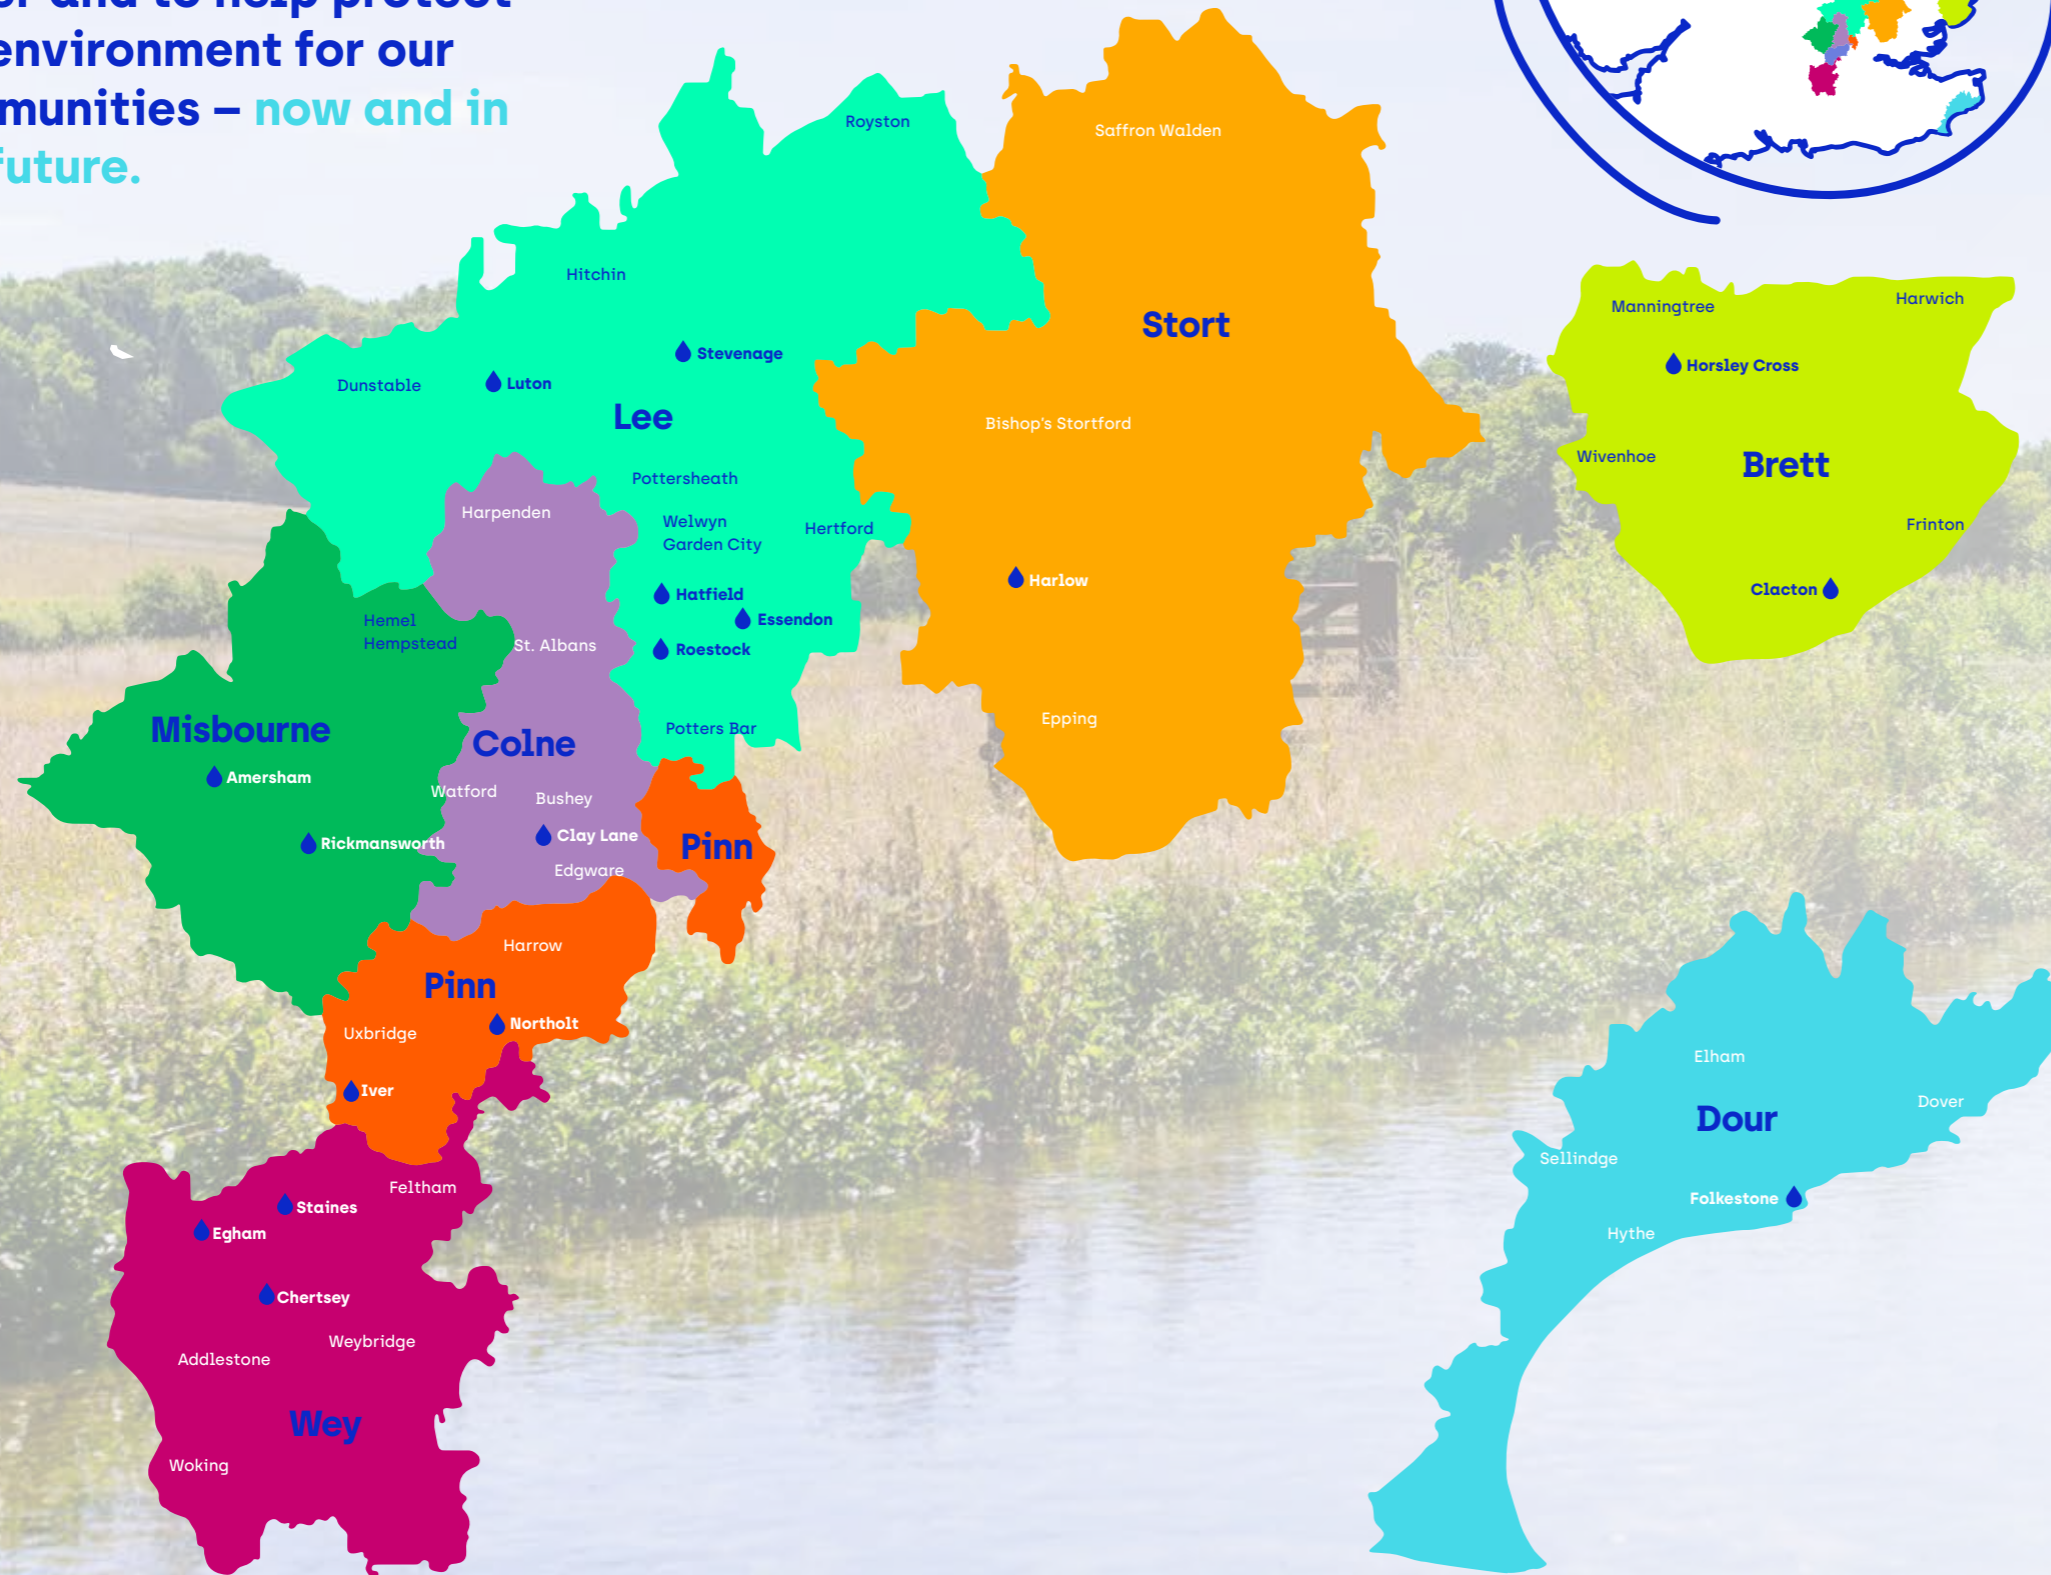 environment for our
munities – now and in
future.
Royston
Saffron Walden
Hitchin
Stort
Manningtree
Harwich
Stevenage
Horsley Cross
Dunstable
Luton
Lee
Bishop's Stortford
Wivenhoe
Brett
Pottersheath
Harpenden
Welwyn
Garden City
Hertford
Frinton
Harlow
Hatfield
Clacton
Essendon
Hemel
Hempstead
St. Albans
Roestock
Misbourne
Colne
Potters Bar
Epping
Amersham
Watford
Bushey
Rickmansworth
Clay Lane
Pinn
Edgware
Harrow
Pinn
Northolt
Uxbridge
Iver
Elham
Dover
Dour
Sellindge
Feltham
Staines
Folkestone
Egham
Hythe
Chertsey
Weybridge
Addlestone
Wey
Woking